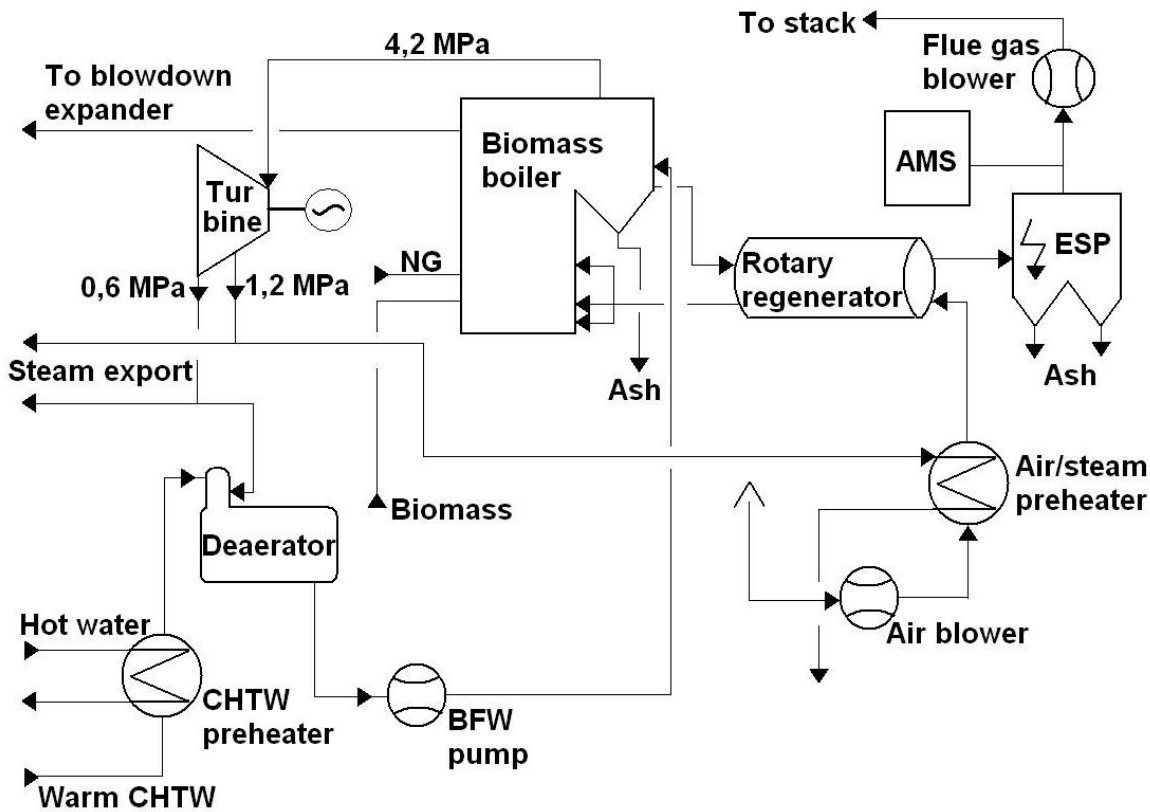 To stack
Flue gas
blower
4,2 MPa
To blowdown
expander
Biomass
boiler
AMS
Tur
bine
ESP
NG
Rotary
regenerator
0,6 MPa
1,2 MPa
Steam export
Ash
Ash
Air/steam
preheater
Biomass
Deaerator
Hot water
Air blower
CHTW
preheater
BFW
pump
Warm CHTW